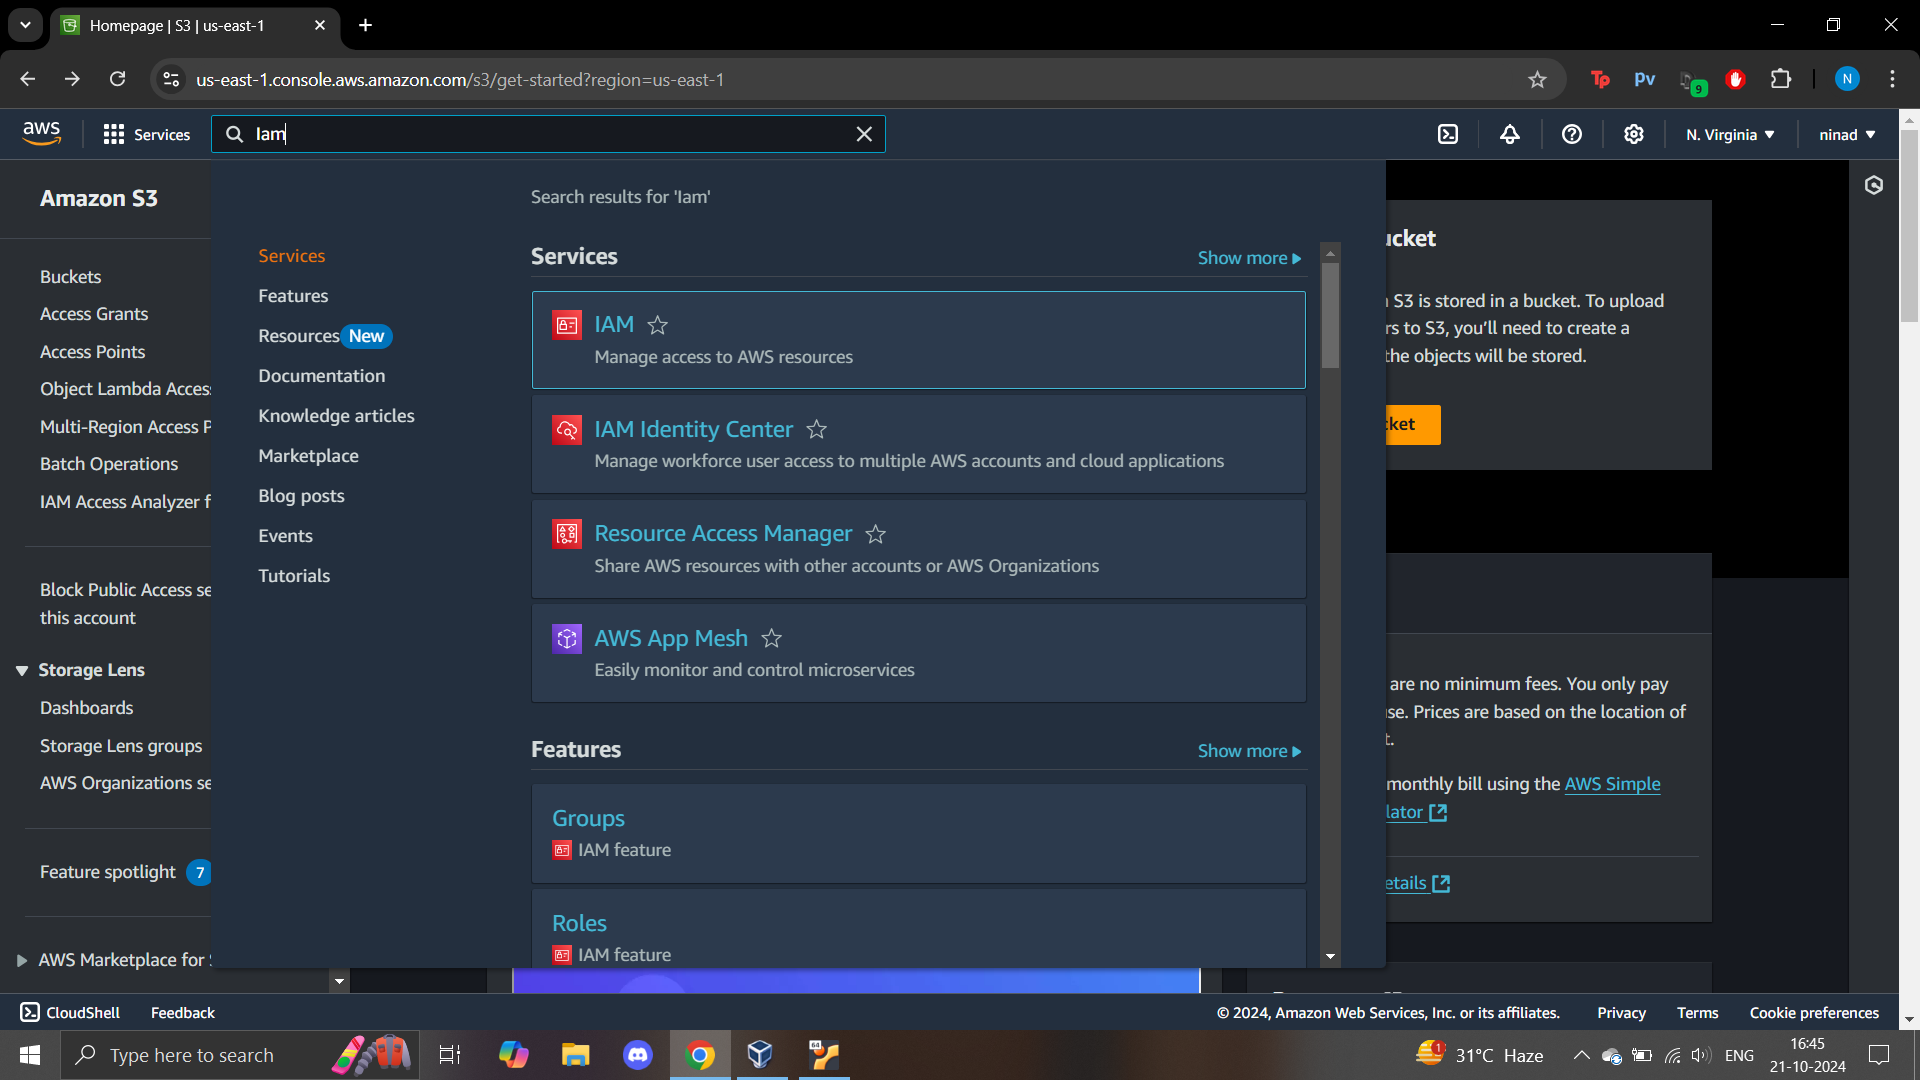 Homepage | S3 | us-east-1
us-east-1.console.aws.amazon.com/s3/get-started?region=us-east-1
Tp
pv
9
N
aws
Services
Iam
N. Virginia
ninad
Amazon S3
Buckets
Access Grants
Access Points
Object Lambda Access
Multi-Region Access P
Batch Operations
IAM Access Analyzer f
Block Public Access se
this account
Storage Lens
Dashboards
Storage Lens groups
AWS Organizations se
Feature spotlight 7
AWS Marketplace for
Search results for 'Iam'
Services
Features
Resources New
Documentation
Knowledge articles
Marketplace
Blog posts
Events
Tutorials
Services
Show more
IAM
Manage access to AWS resources
IAM Identity Center
Manage workforce user access to multiple AWS accounts and cloud applications
Resource Access Manager
Share AWS resources with other accounts or AWS Organizations
AWS App Mesh
Easily monitor and control microservices
Features
Show more
Groups
IAM feature
Roles
IAM feature
ucket
S3 is stored in a bucket. To upload
rs to S3, you'll need to create a
the objects will be stored.
ket
are no minimum fees. You only pay
use. Prices are based on the location of
t.
monthly bill using the AWS Simple
lator
etails
CloudShell
Feedback
© 2024, Amazon Web Services, Inc. or its affiliates.
Privacy
Terms
Cookie preferences
Type here to search
64
1
31°C Haze
ENG
16:45
21-10-2024